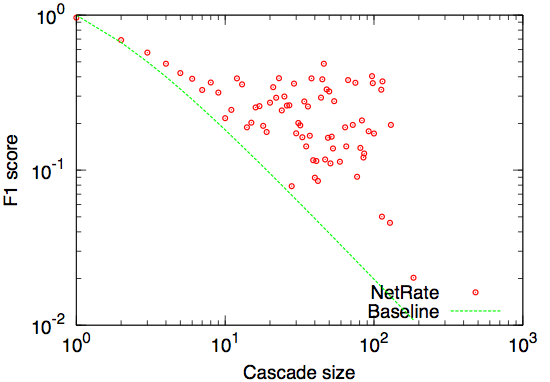 10⁰
10⁻¹
10⁻²
F1 score
10⁰ 10¹ 10² 10³
Cascade size
NetRate
Baseline